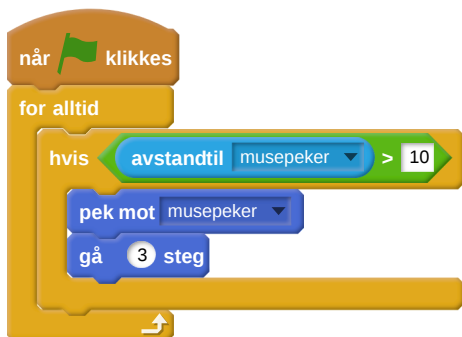 når klikkes
for alltid
hvis avstandtil musepeker > 10
pek mot musepeker
gå 3 steg